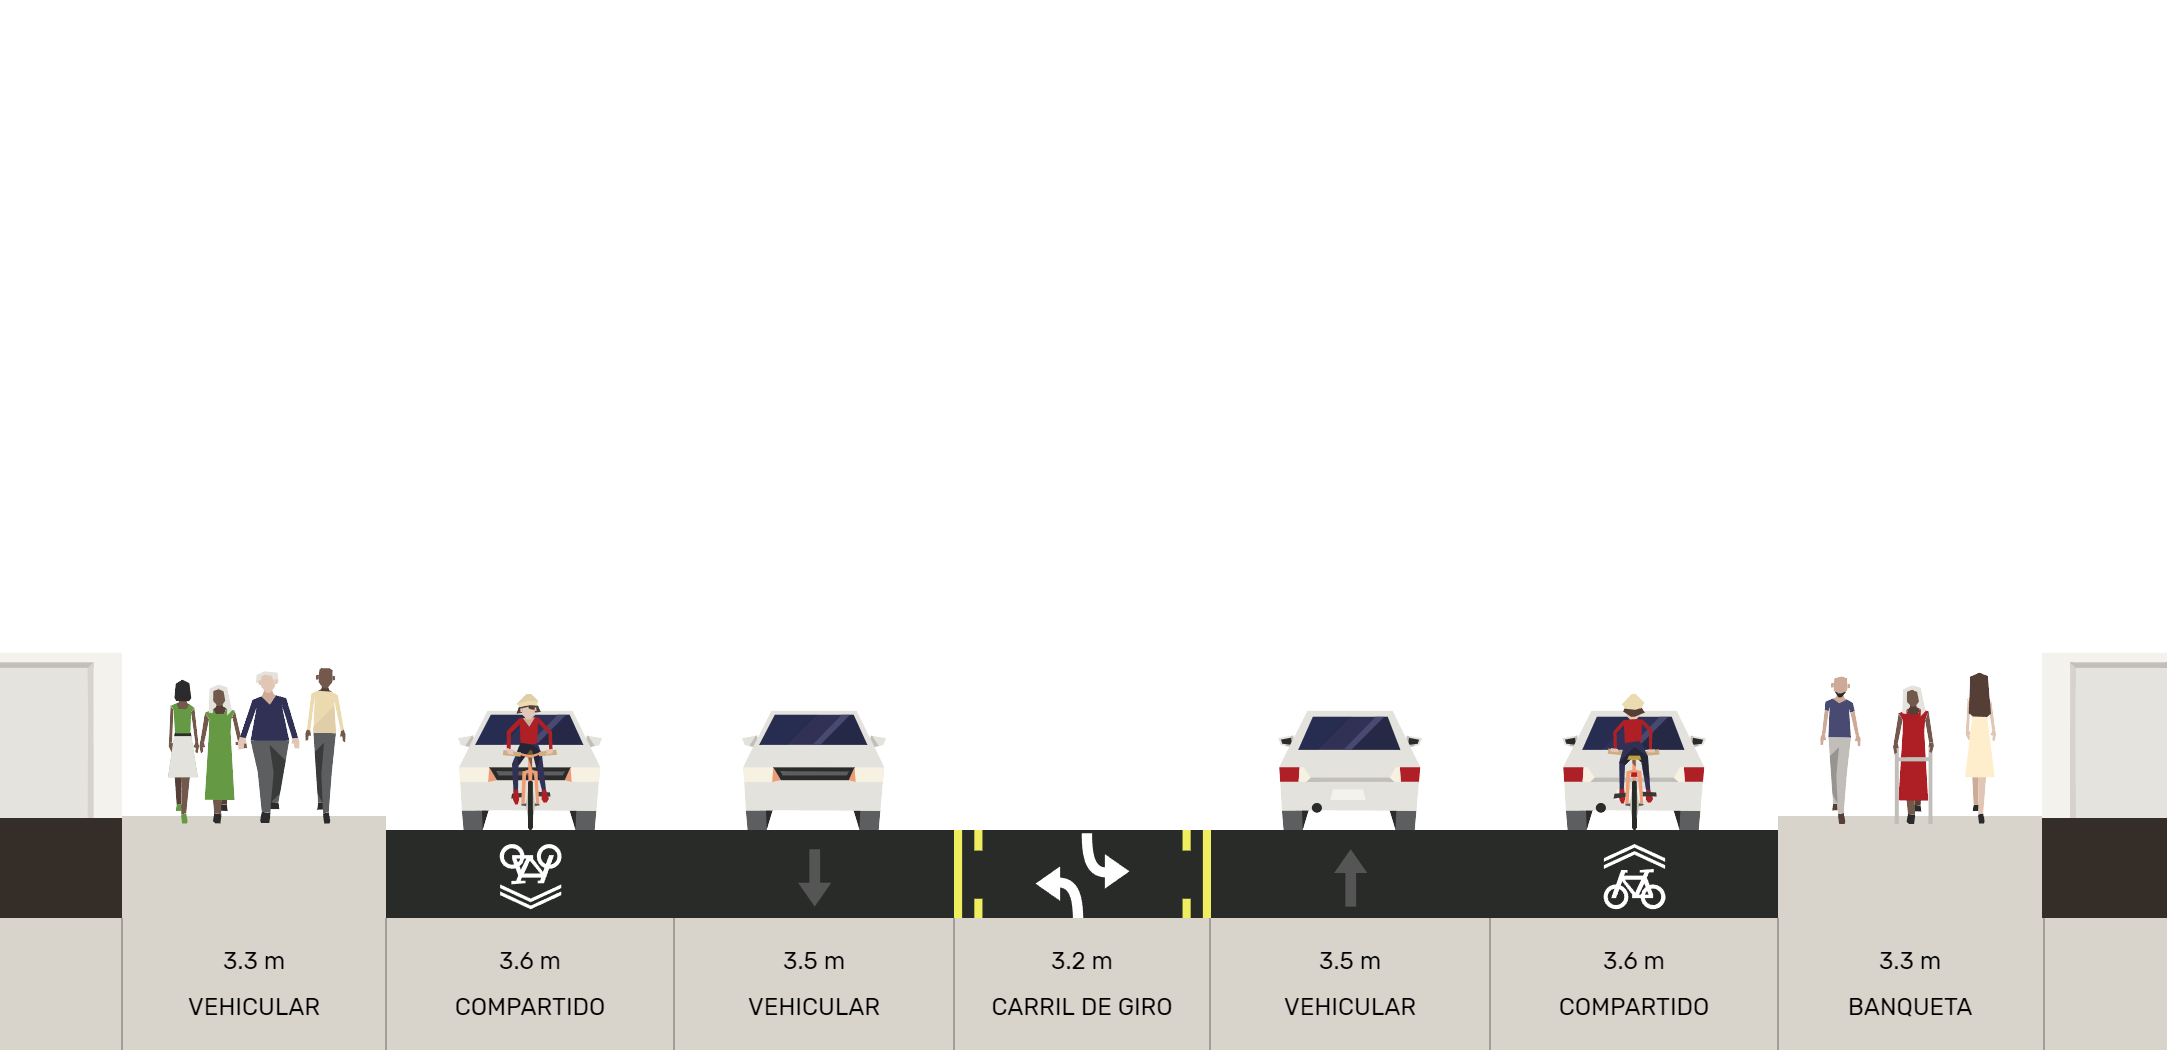 3.3 m
3.6 m
3.5 m
3.2 m
3.5 m
3.6 m
3.3 m
VEHICULAR
COMPARTIDO
VEHICULAR
CARRIL DE GIRO
VEHICULAR
COMPARTIDO
BANQUETA